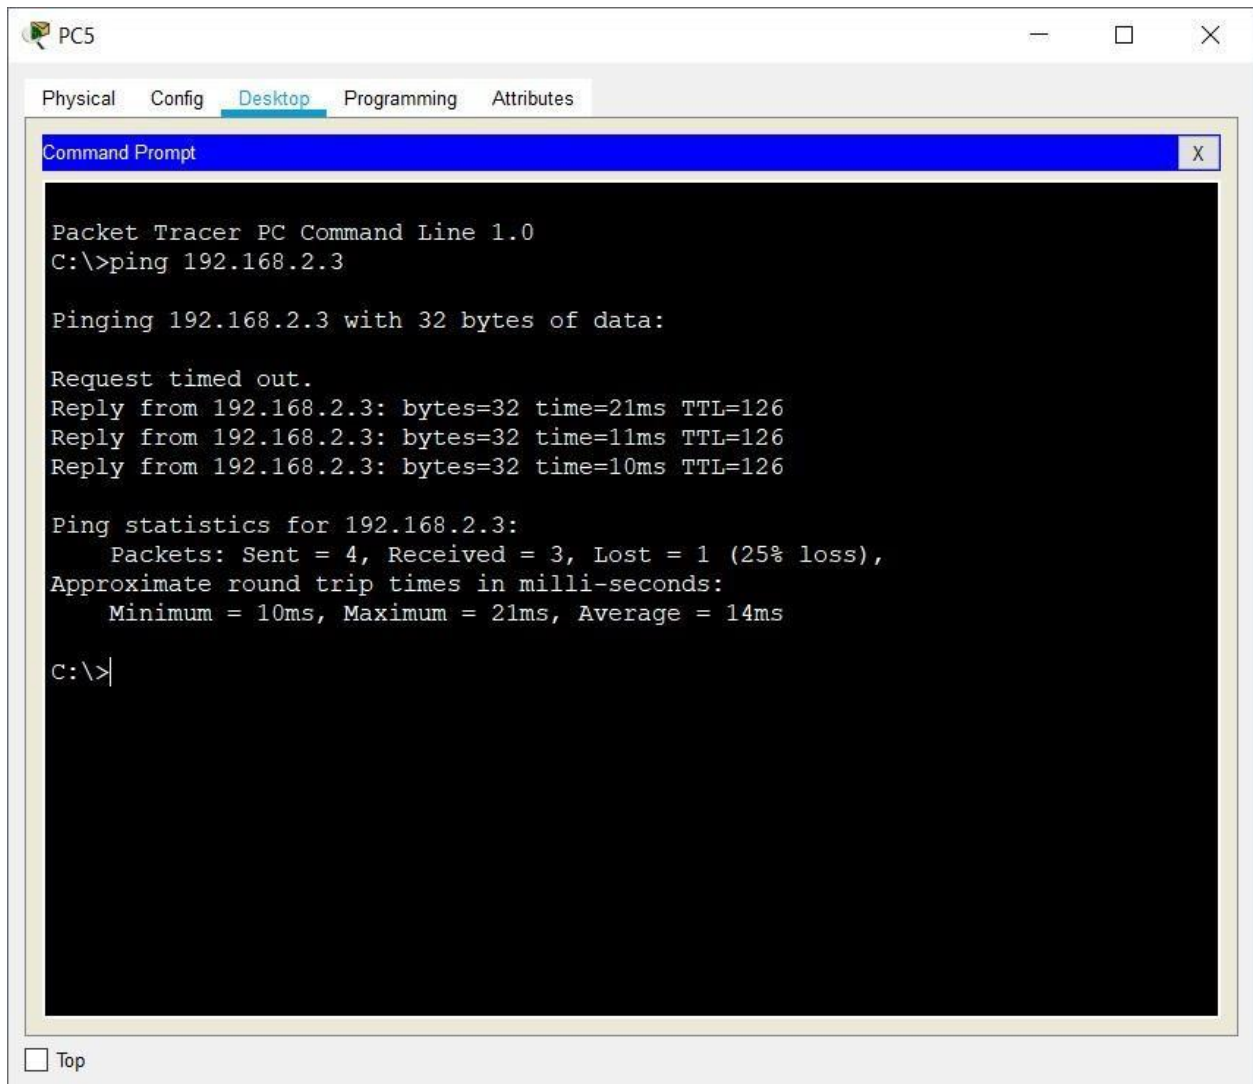 PC5
Physical Config Desktop Programming Attributes
Command Prompt X
Packet Tracer PC Command Line 1.0
C:\>ping 192.168.2.3
Pinging 192.168.2.3 with 32 bytes of data:
Request timed out.
Reply from 192.168.2.3: bytes=32 time=21ms TTL=126
Reply from 192.168.2.3: bytes=32 time=11ms TTL=126
Reply from 192.168.2.3: bytes=32 time=10ms TTL=126
Ping statistics for 192.168.2.3:
Packets: Sent = 4, Received = 3, Lost = 1 (25% loss),
Approximate round trip times in milli-seconds:
Minimum = 10ms, Maximum = 21ms, Average = 14ms
C:\>
Top